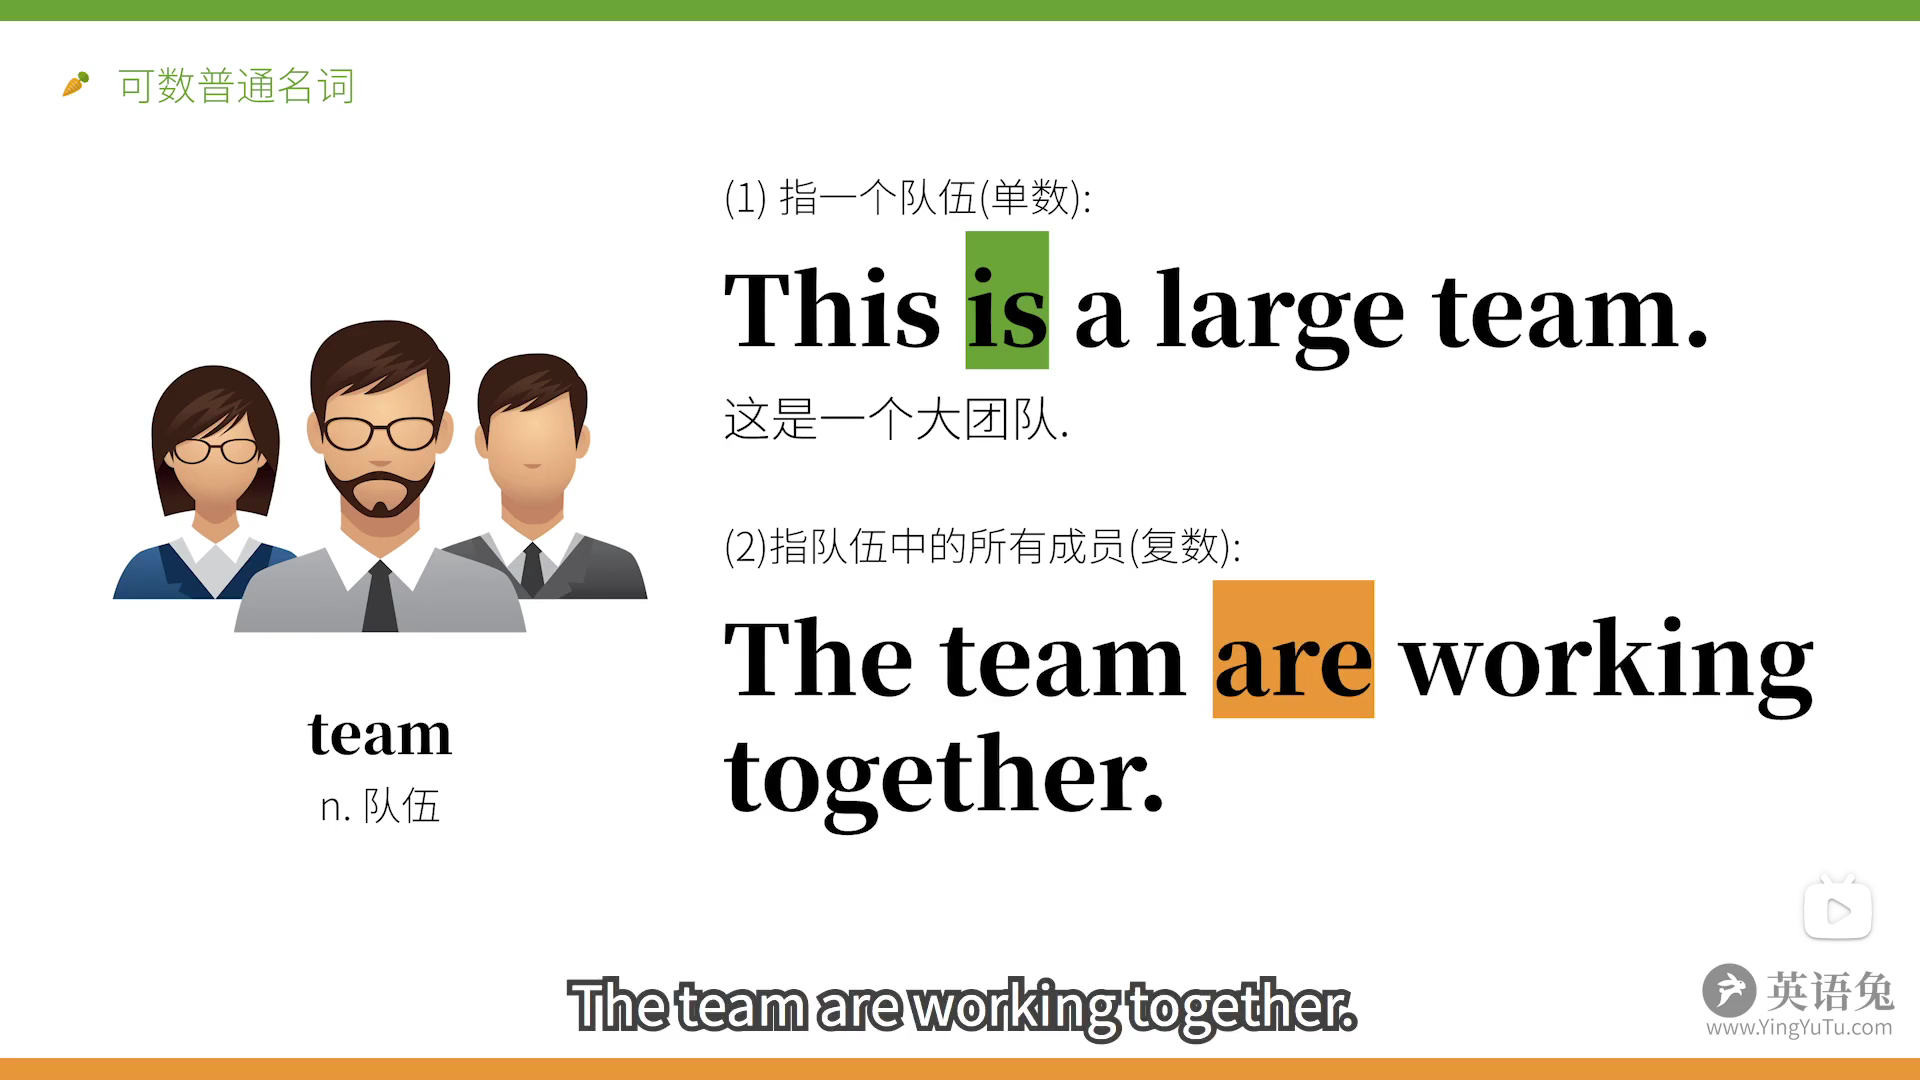 可数普通名词
(1) 指一个队伍(单数):
This is a large team.
这是一个大团队.
(2)指队伍中的所有成员(复数):
The team are working
together.
team
n. 队伍
The team are working together.
英语兔
www.YingYuTu.com